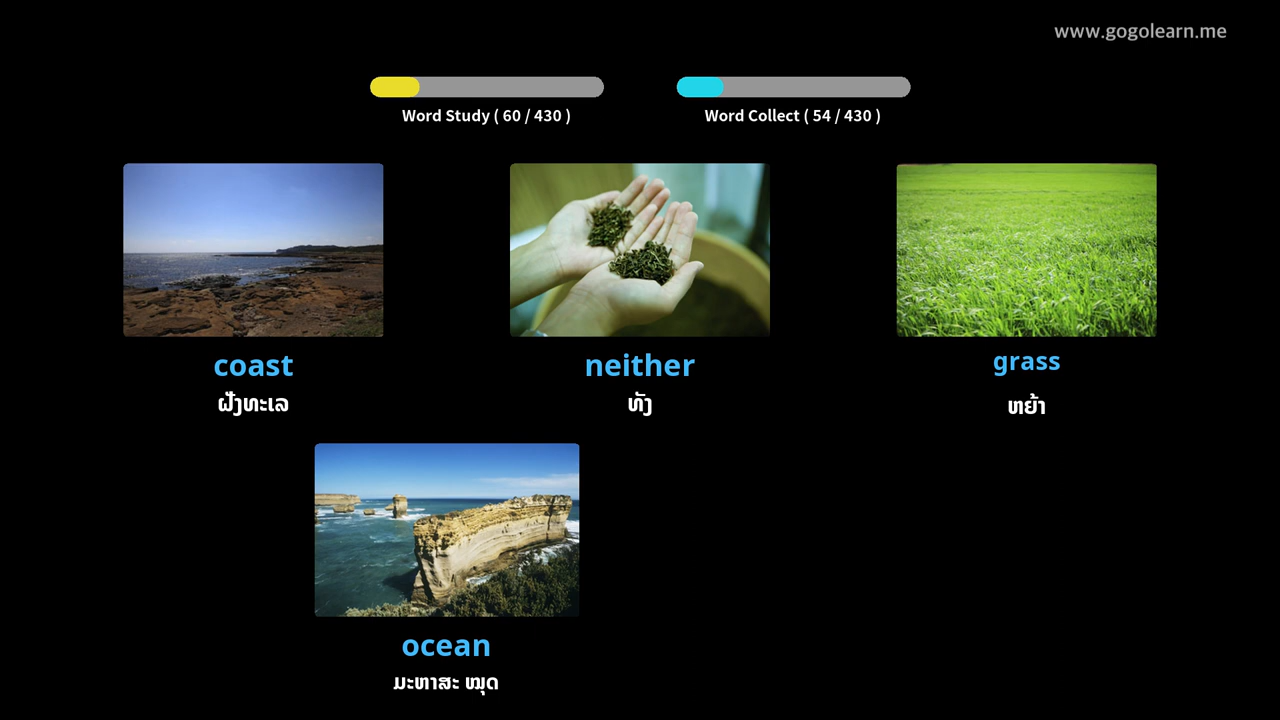 www.gogolearn.me
Word Study ( 60 / 430 )
Word Collect ( 54 / 430 )
coast
ຝັ່ງທະເລ
neither
ທັງ
grass
ຫຍ້າ
ocean
ມະຫາສະ ໝຸດ